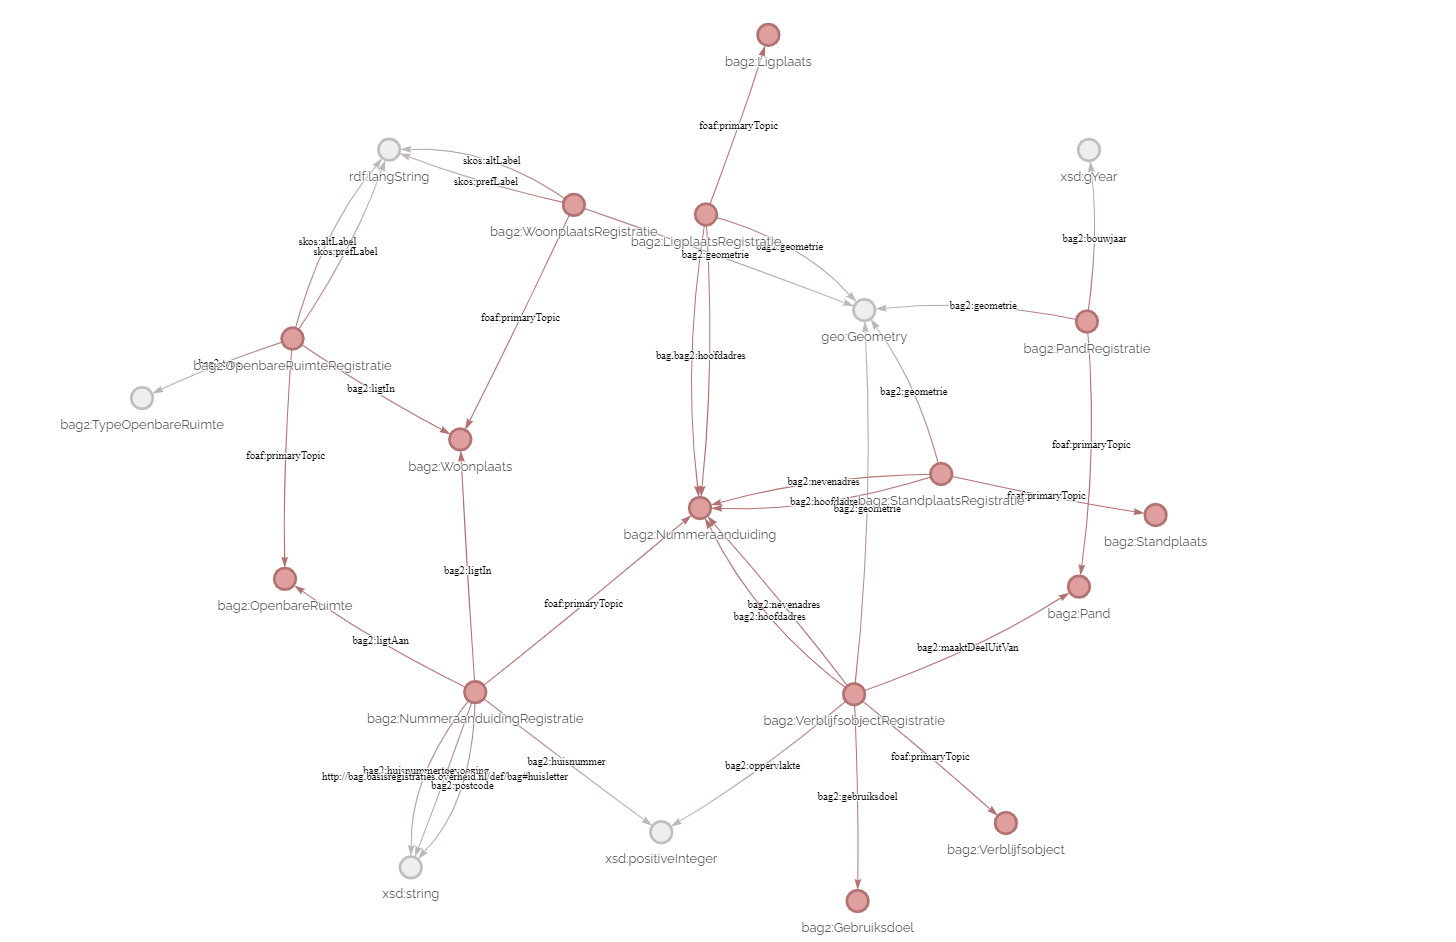 bag2:Ligplaats
foaf:primaryTopic
rdf:langString
skos:altLabel
skos:prefLabel
xsd:gYear
bag2:WoonplaatsRegistratie
bag2:LigplaatsRegistratie
bag2:geometrie
bag2:geometrie
bag2:bouwjaar
skos:altLabel
skos:prefLabel
bag2:geometrie
foaf:primaryTopic
geo:Geometry
bag2:PandRegistratie
bag2:OpenbareRuimteRegistratie
bag2:hoofdadres
bag2:ligtIn
bag2:geometrie
bag2:TypeOpenbareRuimte
foaf:primaryTopic
bag2:Woonplaats
foaf:primaryTopic
bag2:nevenadres
bag2:hoofdadres
bag2:StandplaatsRegistratie
foaf:primaryTopic
bag2:geometrie
bag2:Nummeraanduiding
bag2:Standplaats
bag2:ligtIn
bag2:OpenbareRuimte
foaf:primaryTopic
bag2:nevenadres
bag2:hoofdadres
bag2:Pand
bag2:ligtAan
bag2:maaktDeelUitVan
bag2:NummeraanduidingRegistratie
bag2:VerblijfsobjectRegistratie
bag2:huisnummertoevoeging
http://bag.basisregistraties.overheid.nl/def/bag#huisletter
bag2:postcode
bag2:huisnummer
bag2:oppervlakte
foaf:primaryTopic
bag2:gebruiksdoel
xsd:positiveInteger
bag2:Verblijfsobject
xsd:string
bag2:Gebruiksdoel